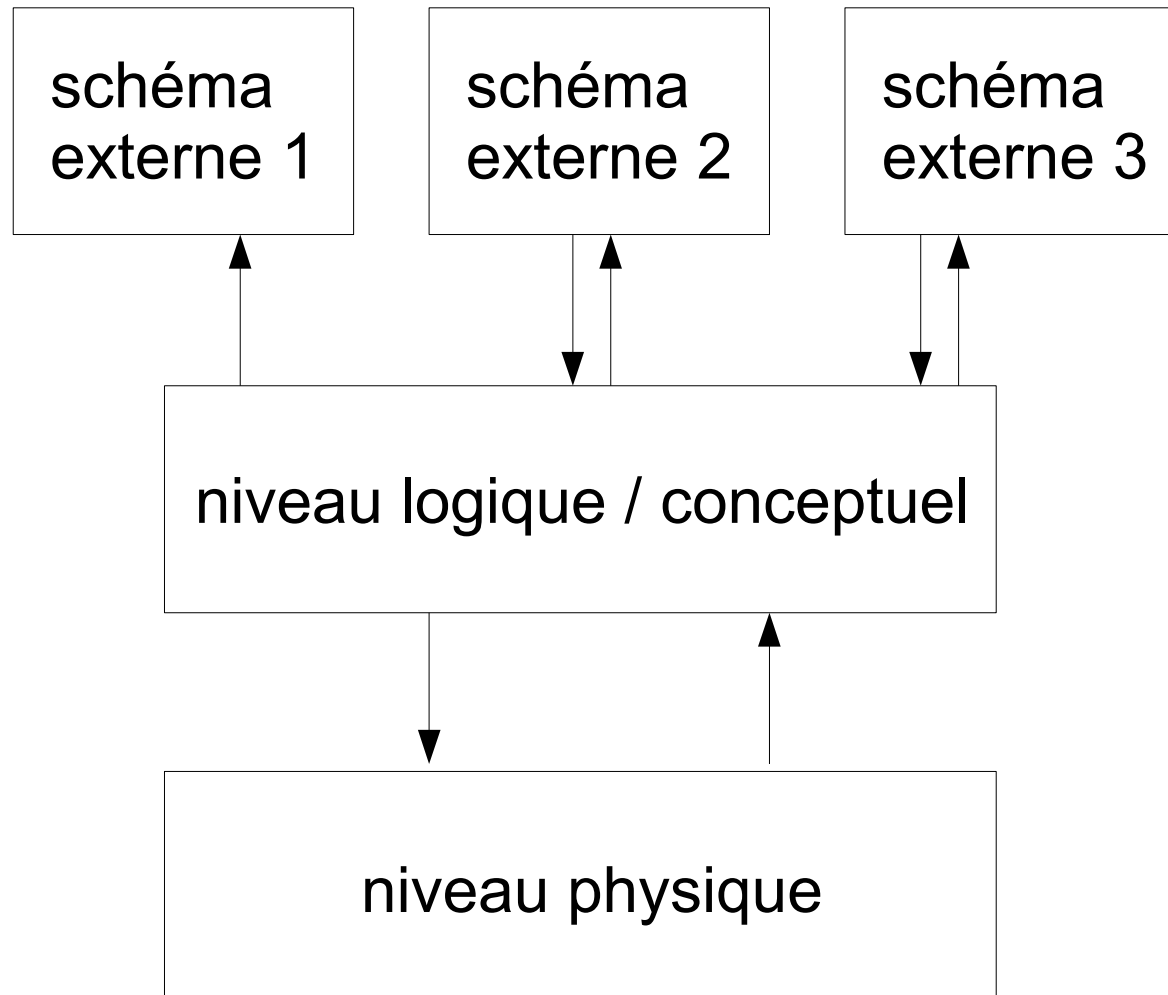 schéma
externe 1
schéma
externe 2
schéma
externe 3
niveau logique / conceptuel
niveau physique